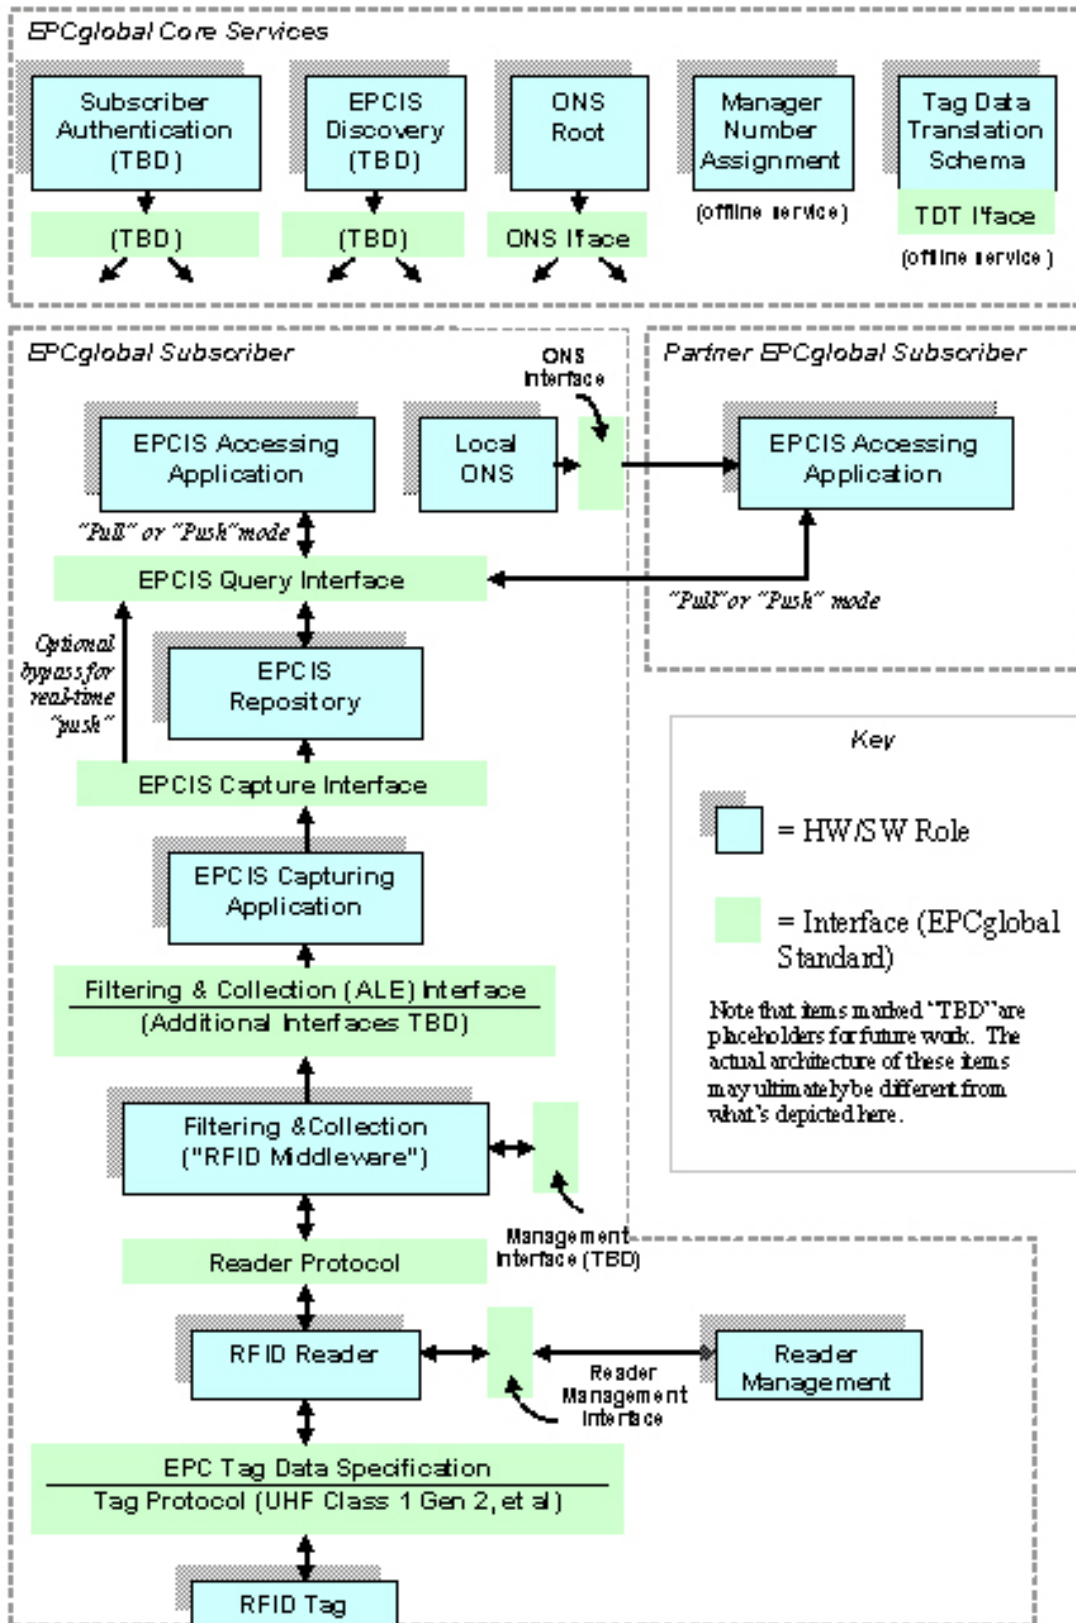 EPCglobal Core Services
Subscriber
Authentication
(TBD)
EPCIS
Discovery
(TBD)
ONS
Root
Manager
Number
Assignment
Tag Data
Translation
Schema
(TBD)
(TBD)
ONS I'face
(offline service)
TDT I'face
(offline service)
EPCglobal Subscriber
ONS
Interface
Partner EPCglobal Subscriber
EPCIS Accessing
Application
Local
ONS
EPCIS Accessing
Application
"Pull" or "Push" mode
EPCIS Query Interface
"Pull" or "Push" mode
Optional
bypass for
real-time
"push"
EPCIS
Repository
EPCIS Capture Interface
EPCIS Capturing
Application
Filtering & Collection (ALE) Interface
(Additional Interfaces TBD)
Filtering & Collection
("RFID Middleware")
Management
Interface (TBD)
Reader Protocol
RFID Reader
Reader
Management
Interface
Reader
Management
EPC Tag Data Specification
Tag Protocol (UHF Class 1 Gen 2, et al)
RFID Tag
Key
= HW/SW Role
= Interface (EPCglobal
Standard)
Note that items marked "TBD" are
placeholders for future work. The
actual architecture of these items
may ultimately be different from
what's depicted here.